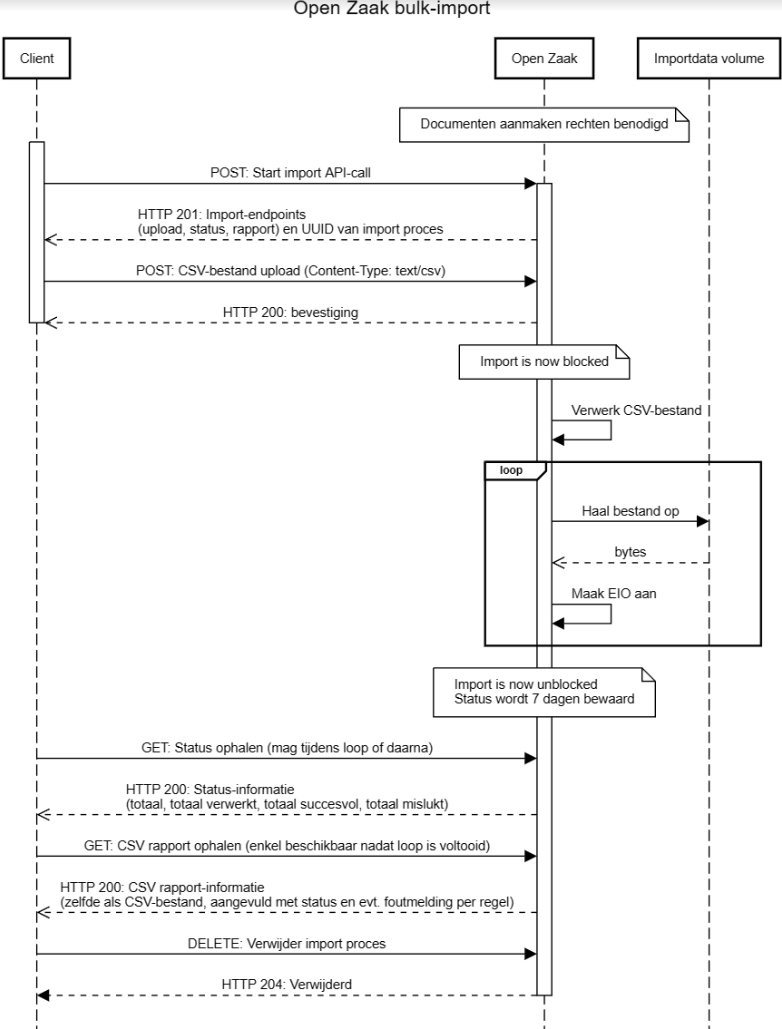 Open Zaak bulk-import
Client
Open Zaak
Importdata volume
Documenten aanmaken rechten benodigd
POST: Start import API-call
HTTP 201: Import-endpoints
(upload, status, rapport) en UUID van import proces
POST: CSV-bestand upload (Content-Type: text/csv)
HTTP 200: bevestiging
Import is now blocked
Verwerk CSV-bestand
loop
Haal bestand op
bytes
Maak EIO aan
Import is now unblocked
Status wordt 7 dagen bewaard
GET: Status ophalen (mag tijdens loop of daarna)
HTTP 200: Status-informatie
(totaal, totaal verwerkt, totaal succesvol, totaal mislukt)
GET: CSV rapport ophalen (enkel beschikbaar nadat loop is voltooid)
HTTP 200: CSV rapport-informatie
(zelfde als CSV-bestand, aangevuld met status en evt. foutmelding per regel)
DELETE: Verwijder import proces
HTTP 204: Verwijderd